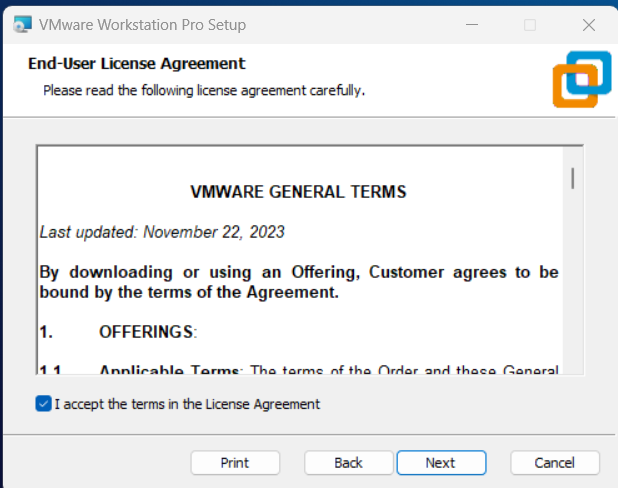 VMware Workstation Pro Setup
End-User License Agreement
Please read the following license agreement carefully.
VMWARE GENERAL TERMS
Last updated: November 22, 2023
By downloading or using an Offering, Customer agrees to be
bound by the terms of the Agreement.
1. OFFERINGS:
1.1 Applicable Terms: The terms of the Order and these General
I accept the terms in the License Agreement
Print Back Next Cancel